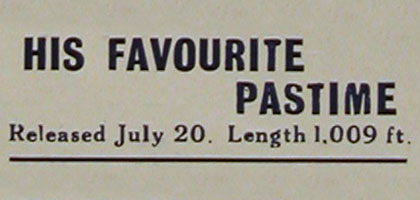 HIS FAVOURITE
PASTIME
Released July 20. Length 1,009 ft.